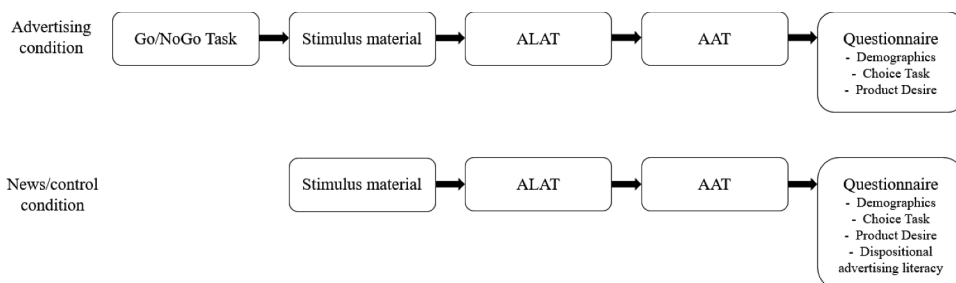 Advertising
condition
Go/NoGo Task
Stimulus material
ALAT
AAT
Questionnaire
- Demographics
- Choice Task
- Product Desire
News/control
condition
Stimulus material
ALAT
AAT
Questionnaire
- Demographics
- Choice Task
- Product Desire
- Dispositional
advertising literacy